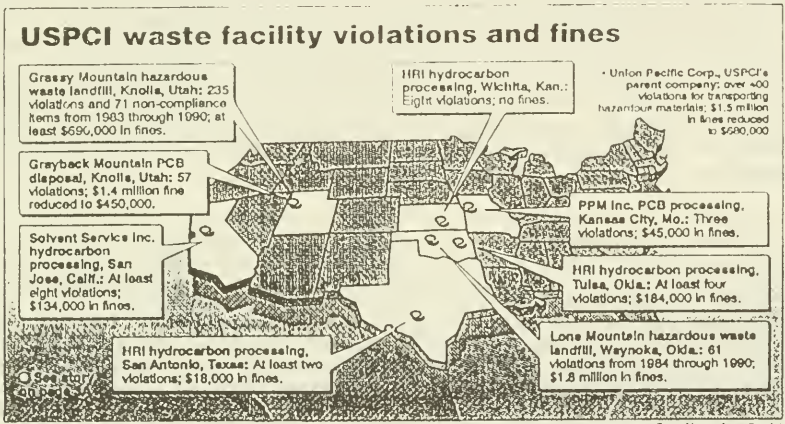 USPCI waste facility violations and fines
Grassy Mountain hazardous
waste landfill, Knolls, Utah: 235
violations and 71 non-compliance
items from 1983 through 1990; at
least $690,000 in fines.
HRI hydrocarbon
processing, Wichita, Kan.:
Eight violations; no fines.
• Union Pacific Corp., USPCI's
parent company; over 400
violations for transporting
hazardous materials; $1.5 million
in fines reduced
to $680,000
Grayback Mountain PCB
disposal, Knolls, Utah: 57
violations; $1.4 million fine
reduced to $450,000.
PPM Inc. PCB processing,
Kansas City, Mo.: Three
violations; $45,000 in fines.
Solvent Service Inc.
hydrocarbon
processing, San
Jose, Calif.: At least
eight violations;
$134,000 in fines.
HRI hydrocarbon processing,
Tulsa, Okla.: At least four
violations; $184,000 in fines.
HRI hydrocarbon processing,
San Antonio, Texas: At least two
violations; $18,000 in fines.
Lone Mountain hazardous waste
landfill, Waynoka, Okla.: 61
violations from 1984 through 1990;
$1.8 million in fines.
See story
on page